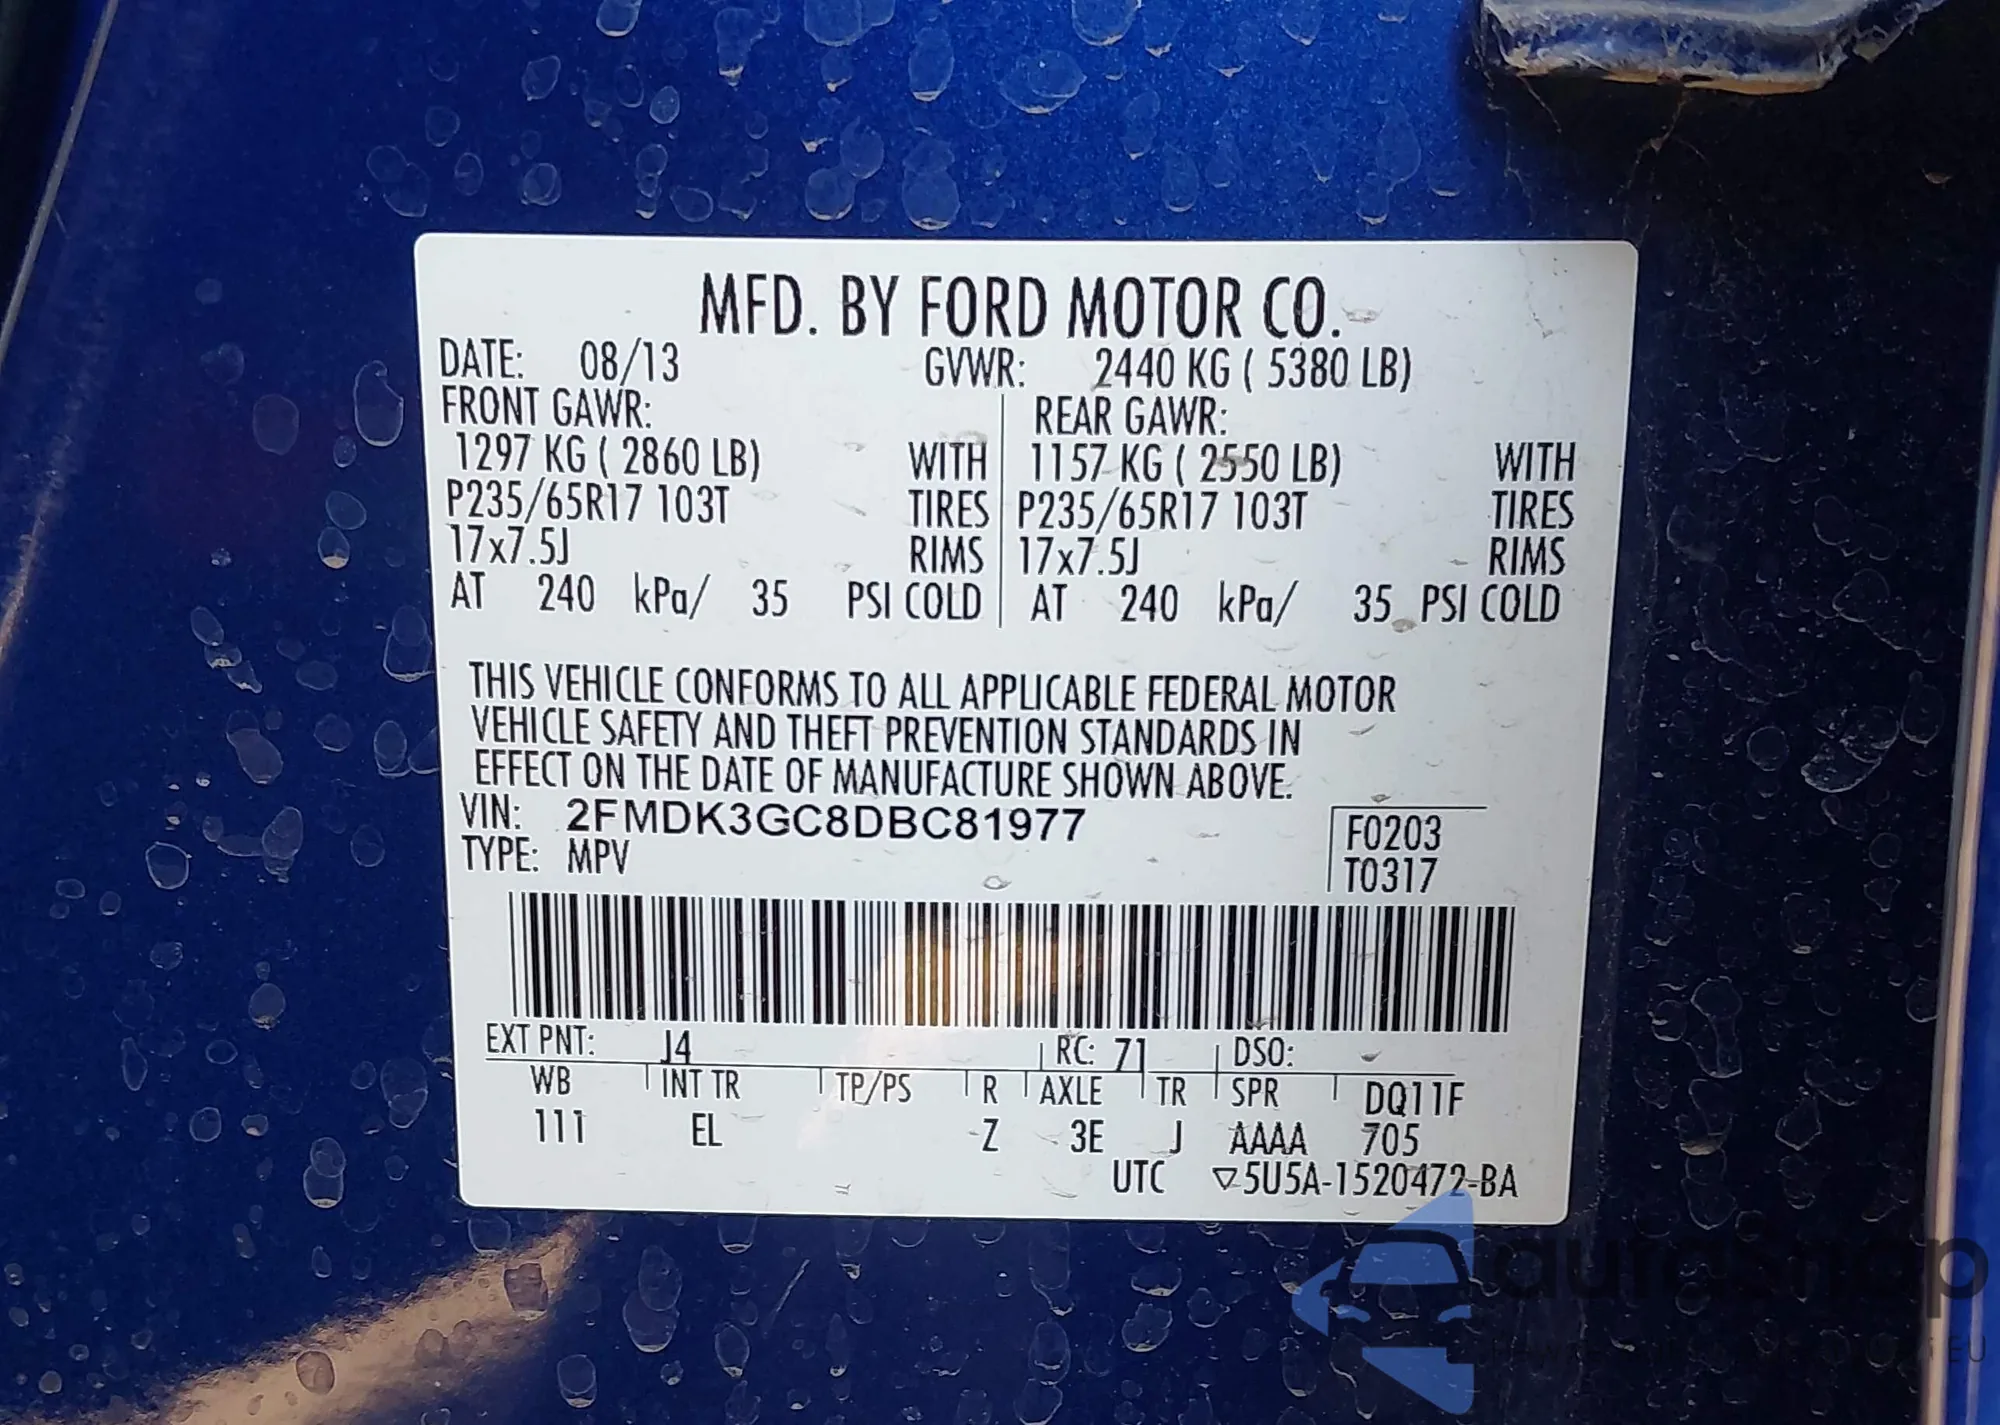 MFD. BY FORD MOTOR CO.
DATE: 08/13 GVWR: 2440 KG ( 5380 LB)
FRONT GAWR: REAR GAWR:
1297 KG ( 2860 LB) WITH 1157 KG ( 2550 LB) WITH
P235/65R17 103T TIRES P235/65R17 103T TIRES
17x7.5J RIMS 17x7.5J RIMS
AT 240 kPa/ 35 PSI COLD AT 240 kPa/ 35 PSI COLD
THIS VEHICLE CONFORMS TO ALL APPLICABLE FEDERAL MOTOR
VEHICLE SAFETY AND THEFT PREVENTION STANDARDS IN
EFFECT ON THE DATE OF MANUFACTURE SHOWN ABOVE.
VIN: 2FMDK3GC8DBC81977
F0203
TYPE: MPV
T0317
EXT PNT: J4 RC: 71 DSO:
WB INT TR TP/PS R AXLE TR SPR DQ11F
111 EL Z 3E J AAAA 705
UTC ▽5U5A-1520472-BA
autosnap